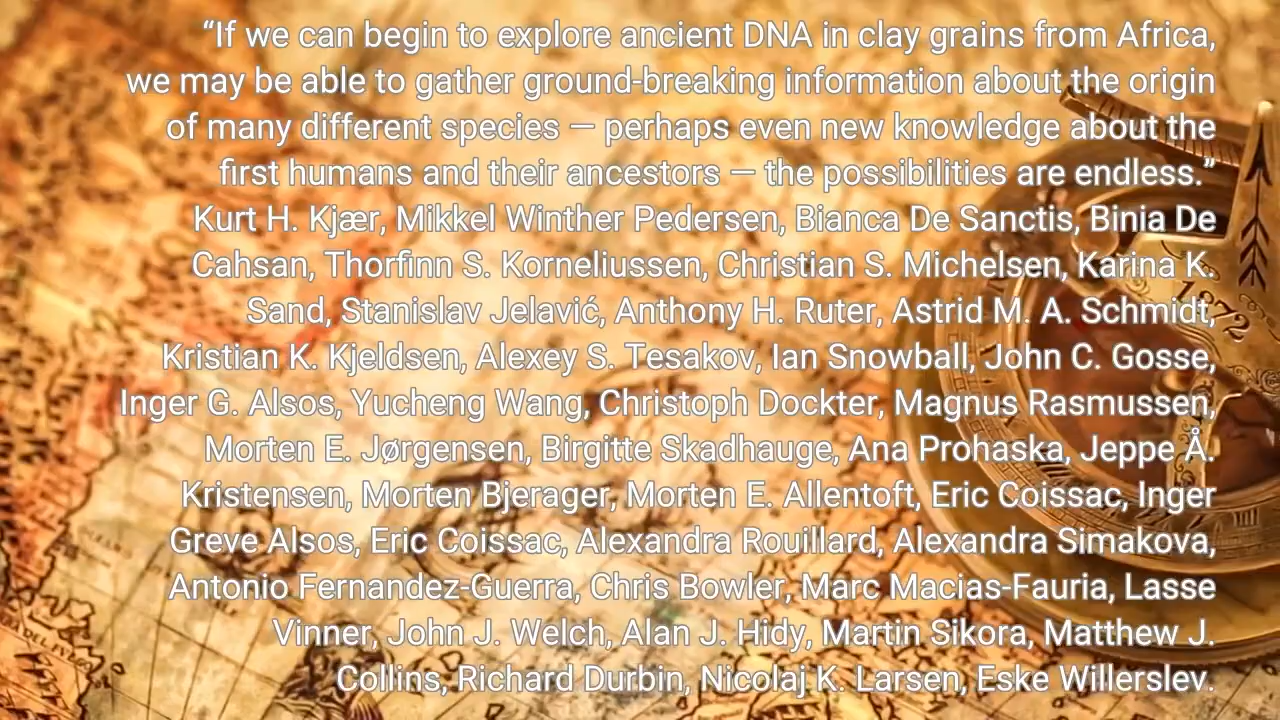 “If we can begin to explore ancient DNA in clay grains from Africa,
we may be able to gather ground-breaking information about the origin
of many different species — perhaps even new knowledge about the
first humans and their ancestors — the possibilities are endless.”
Kurt H. Kjær, Mikkel Winther Pedersen, Bianca De Sanctis, Binia De
Cahsan, Thorfinn S. Korneliussen, Christian S. Michelsen, Karina K.
Sand, Stanislav Jelavić, Anthony H. Ruter, Astrid M. A. Schmidt,
Kristian K. Kjeldsen, Alexey S. Tesakov, Ian Snowball, John C. Gosse,
Inger G. Alsos, Yucheng Wang, Christoph Dockter, Magnus Rasmussen,
Morten E. Jørgensen, Birgitte Skadhauge, Ana Prohaska, Jeppe Å.
Kristensen, Morten Bjerager, Morten E. Allentoft, Eric Coissac, Inger
Greve Alsos, Eric Coissac, Alexandra Rouillard, Alexandra Simakova,
Antonio Fernandez-Guerra, Chris Bowler, Marc Macias-Fauria, Lasse
Vinner, John J. Welch, Alan J. Hidy, Martin Sikora, Matthew J.
Collins, Richard Durbin, Nicolaj K. Larsen, Eske Willerslev.
1872